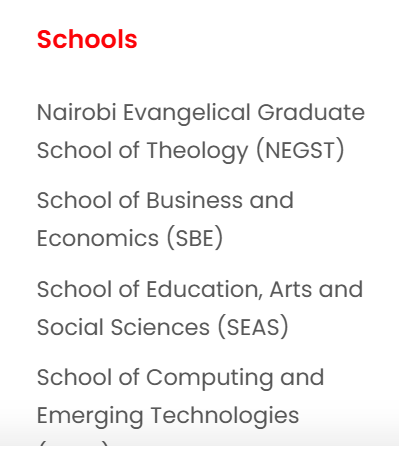 Schools
Nairobi Evangelical Graduate
School of Theology (NEGST)
School of Business and
Economics (SBE)
School of Education, Arts and
Social Sciences (SEAS)
School of Computing and
Emerging Technologies